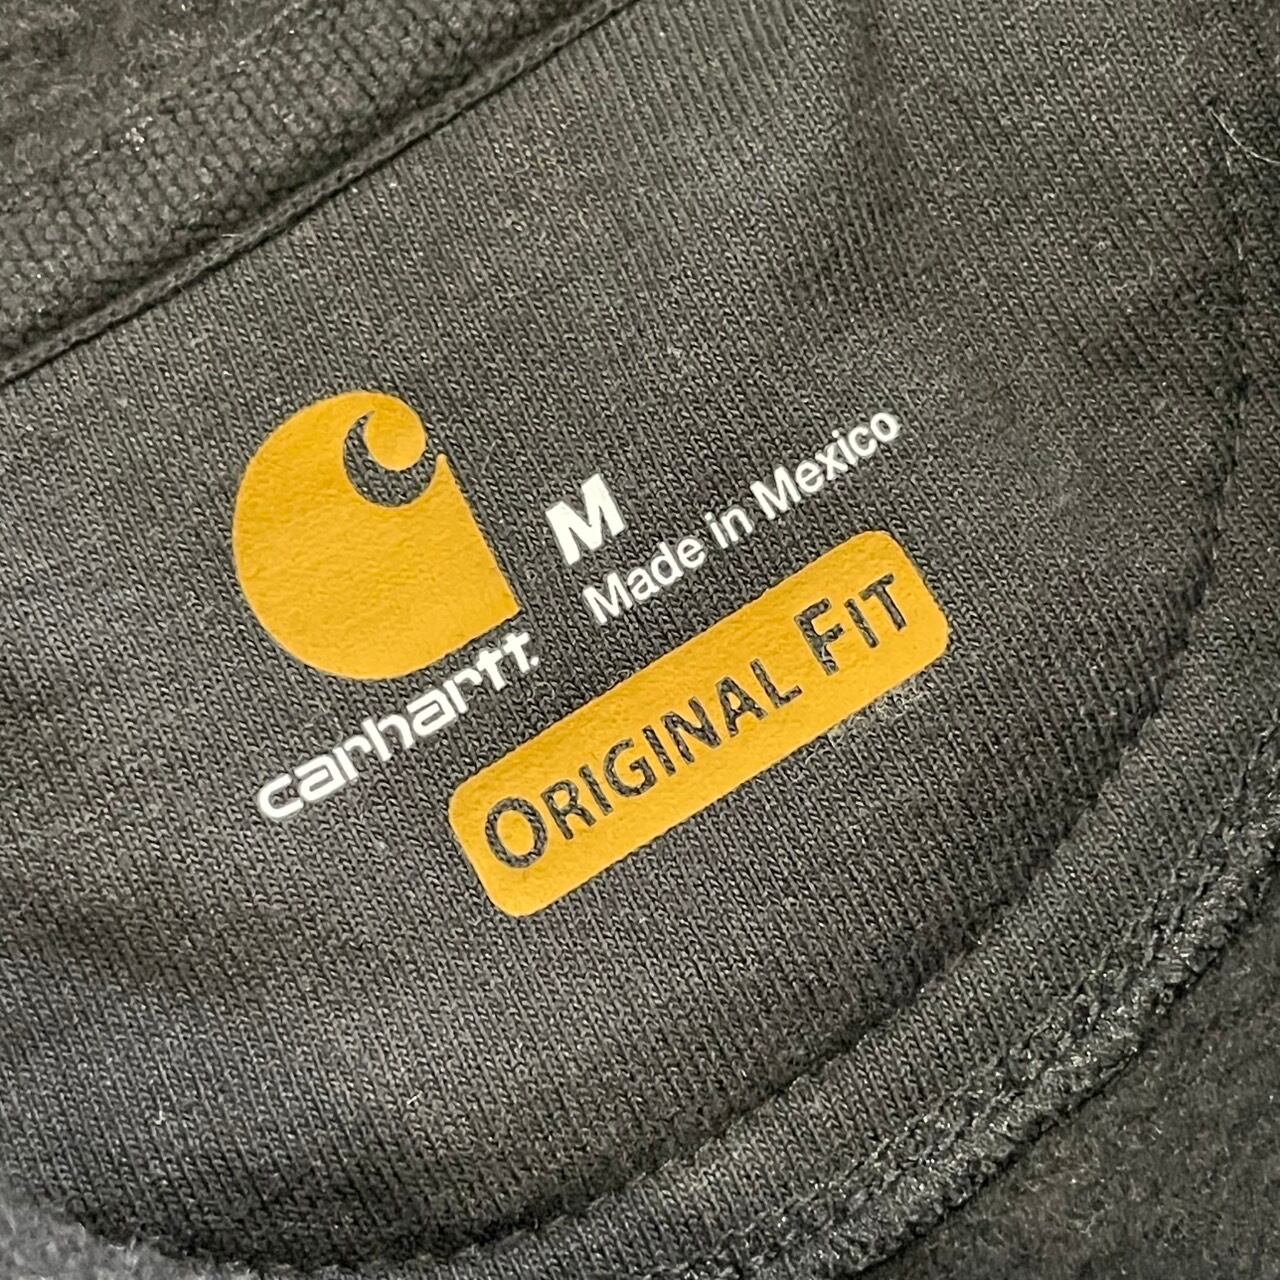 carhartt.
M
Made in Mexico
ORIGINAL FIT